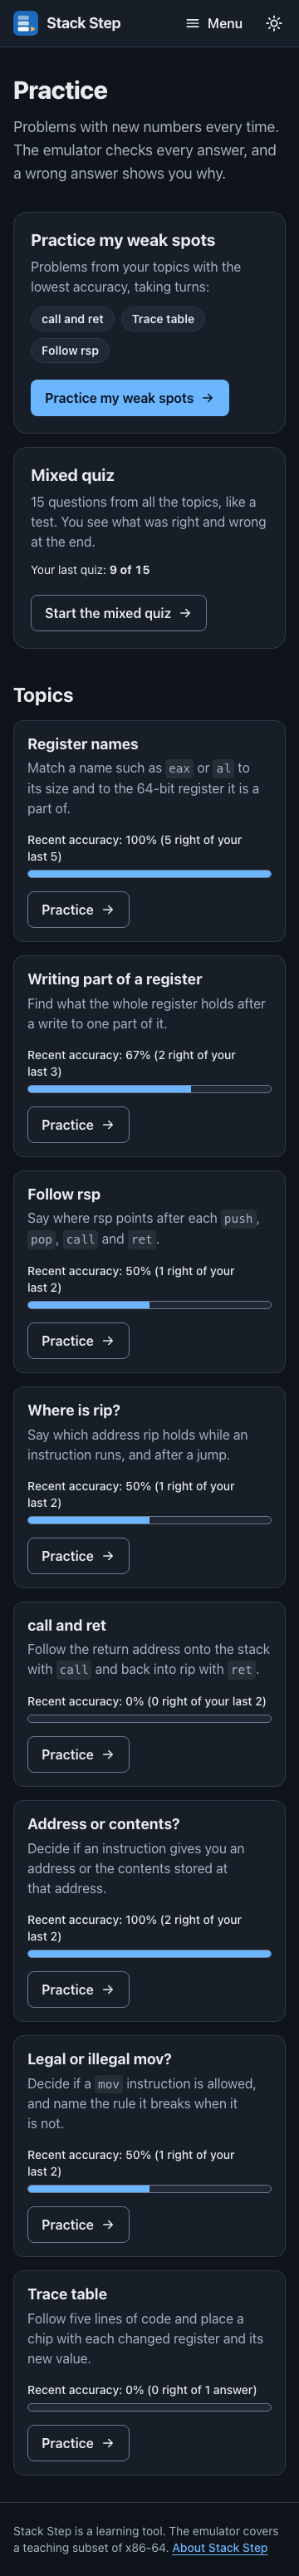 Stack Step
Menu
Practice
Problems with new numbers every time.
The emulator checks every answer, and
a wrong answer shows you why.
Practice my weak spots
Problems from your topics with the
lowest accuracy, taking turns:
call and ret
Trace table
Follow rsp
Practice my weak spots →
Mixed quiz
15 questions from all the topics, like a
test. You see what was right and wrong
at the end.
Your last quiz: 9 of 15
Start the mixed quiz →
Topics
Register names
Match a name such as eax or al to
its size and to the 64-bit register it is a
part of.
Recent accuracy: 100% (5 right of your
last 5)
Practice →
Writing part of a register
Find what the whole register holds after
a write to one part of it.
Recent accuracy: 67% (2 right of your
last 3)
Practice →
Follow rsp
Say where rsp points after each push,
pop, call and ret.
Recent accuracy: 50% (1 right of your
last 2)
Practice →
Where is rip?
Say which address rip holds while an
instruction runs, and after a jump.
Recent accuracy: 50% (1 right of your
last 2)
Practice →
call and ret
Follow the return address onto the stack
with call and back into rip with ret.
Recent accuracy: 0% (0 right of your last 2)
Practice →
Address or contents?
Decide if an instruction gives you an
address or the contents stored at
that address.
Recent accuracy: 100% (2 right of your
last 2)
Practice →
Legal or illegal mov?
Decide if a mov instruction is allowed,
and name the rule it breaks when it
is not.
Recent accuracy: 50% (1 right of your
last 2)
Practice →
Trace table
Follow five lines of code and place a
chip with each changed register and its
new value.
Recent accuracy: 0% (0 right of 1 answer)
Practice →
Stack Step is a learning tool. The emulator covers
a teaching subset of x86-64. About Stack Step